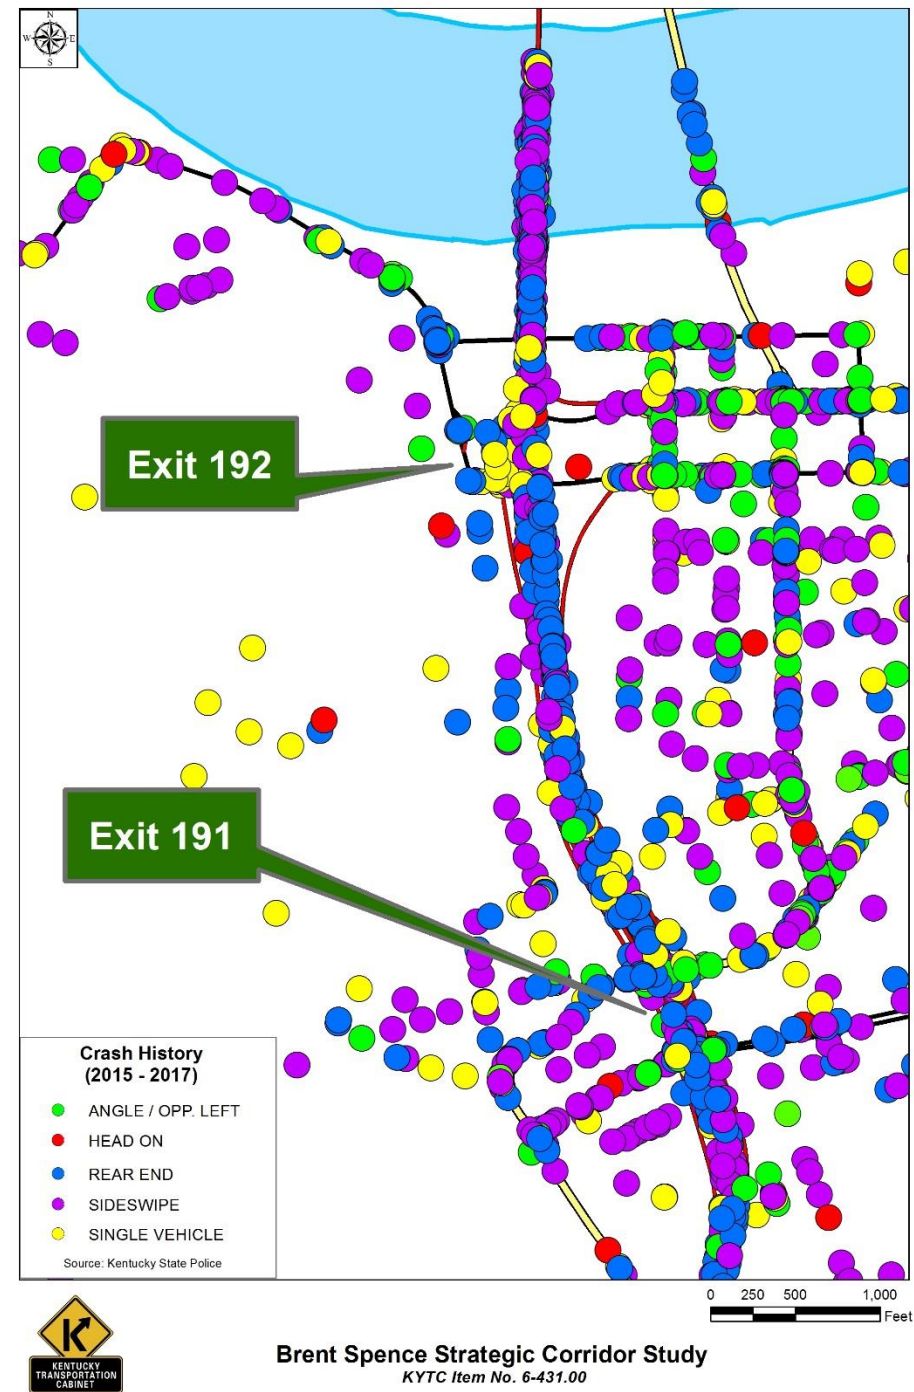 N
W E
S
Exit 192
Exit 191
Crash History
(2015 - 2017)
ANGLE / OPP. LEFT
HEAD ON
REAR END
SIDESWIPE
SINGLE VEHICLE
Source: Kentucky State Police
0 250 500 1,000
Feet
K
KENTUCKY
TRANSPORTATION
CABINET
Brent Spence Strategic Corridor Study
KYTC Item No. 6-431.00